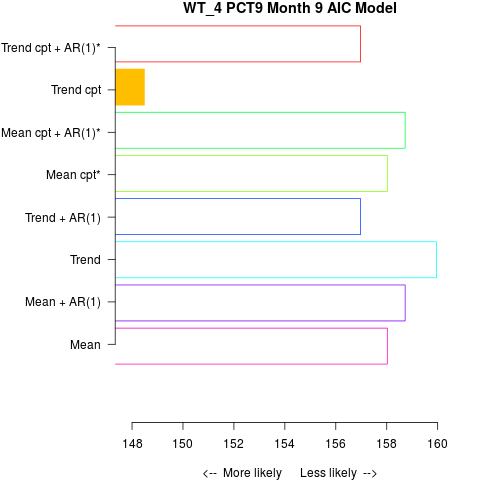 WT_4 PCT9 Month 9 AIC Model
Trend cpt + AR(1)*
Trend cpt
Mean cpt + AR(1)*
Mean cpt*
Trend + AR(1)
Trend
Mean + AR(1)
Mean
148 150 152 154 156 158 160
<-- More likely Less likely -->